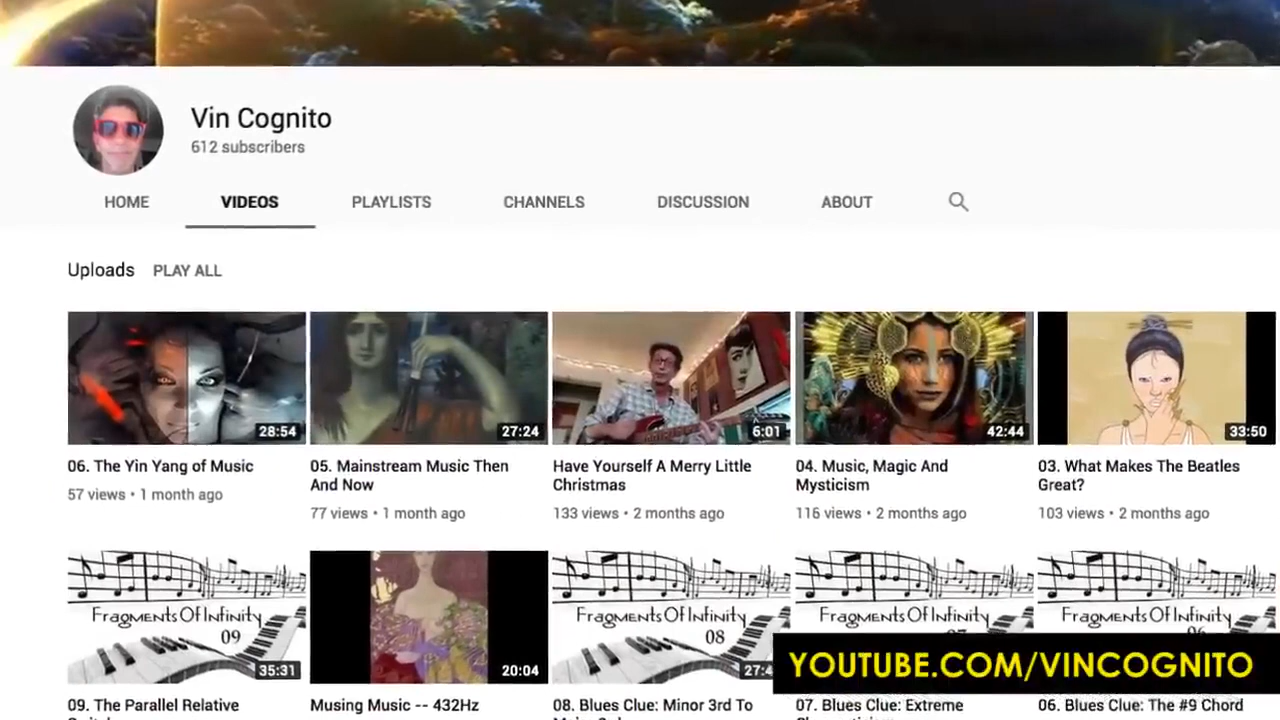 Vin Cognito
612 subscribers
HOME VIDEOS PLAYLISTS CHANNELS DISCUSSION ABOUT
Uploads PLAY ALL
28:54 27:24 6:01 42:44 33:50
06. The Yin Yang of Music
57 views • 1 month ago
05. Mainstream Music Then
And Now
77 views • 1 month ago
Have Yourself A Merry Little
Christmas
133 views • 2 months ago
04. Music, Magic And
Mysticism
116 views • 2 months ago
03. What Makes The Beatles
Great?
103 views • 2 months ago
Fragments Of Infinity
09
35:31
20:04
Fragments Of Infinity
08
Fragments Of Infinity
Fragments Of Infinity
YOUTUBE.COM/VINCOGNITO
09. The Parallel Relative
Musing Music -- 432Hz
08. Blues Clue: Minor 3rd To
07. Blues Clue: Extreme
06. Blues Clue: The #9 Chord